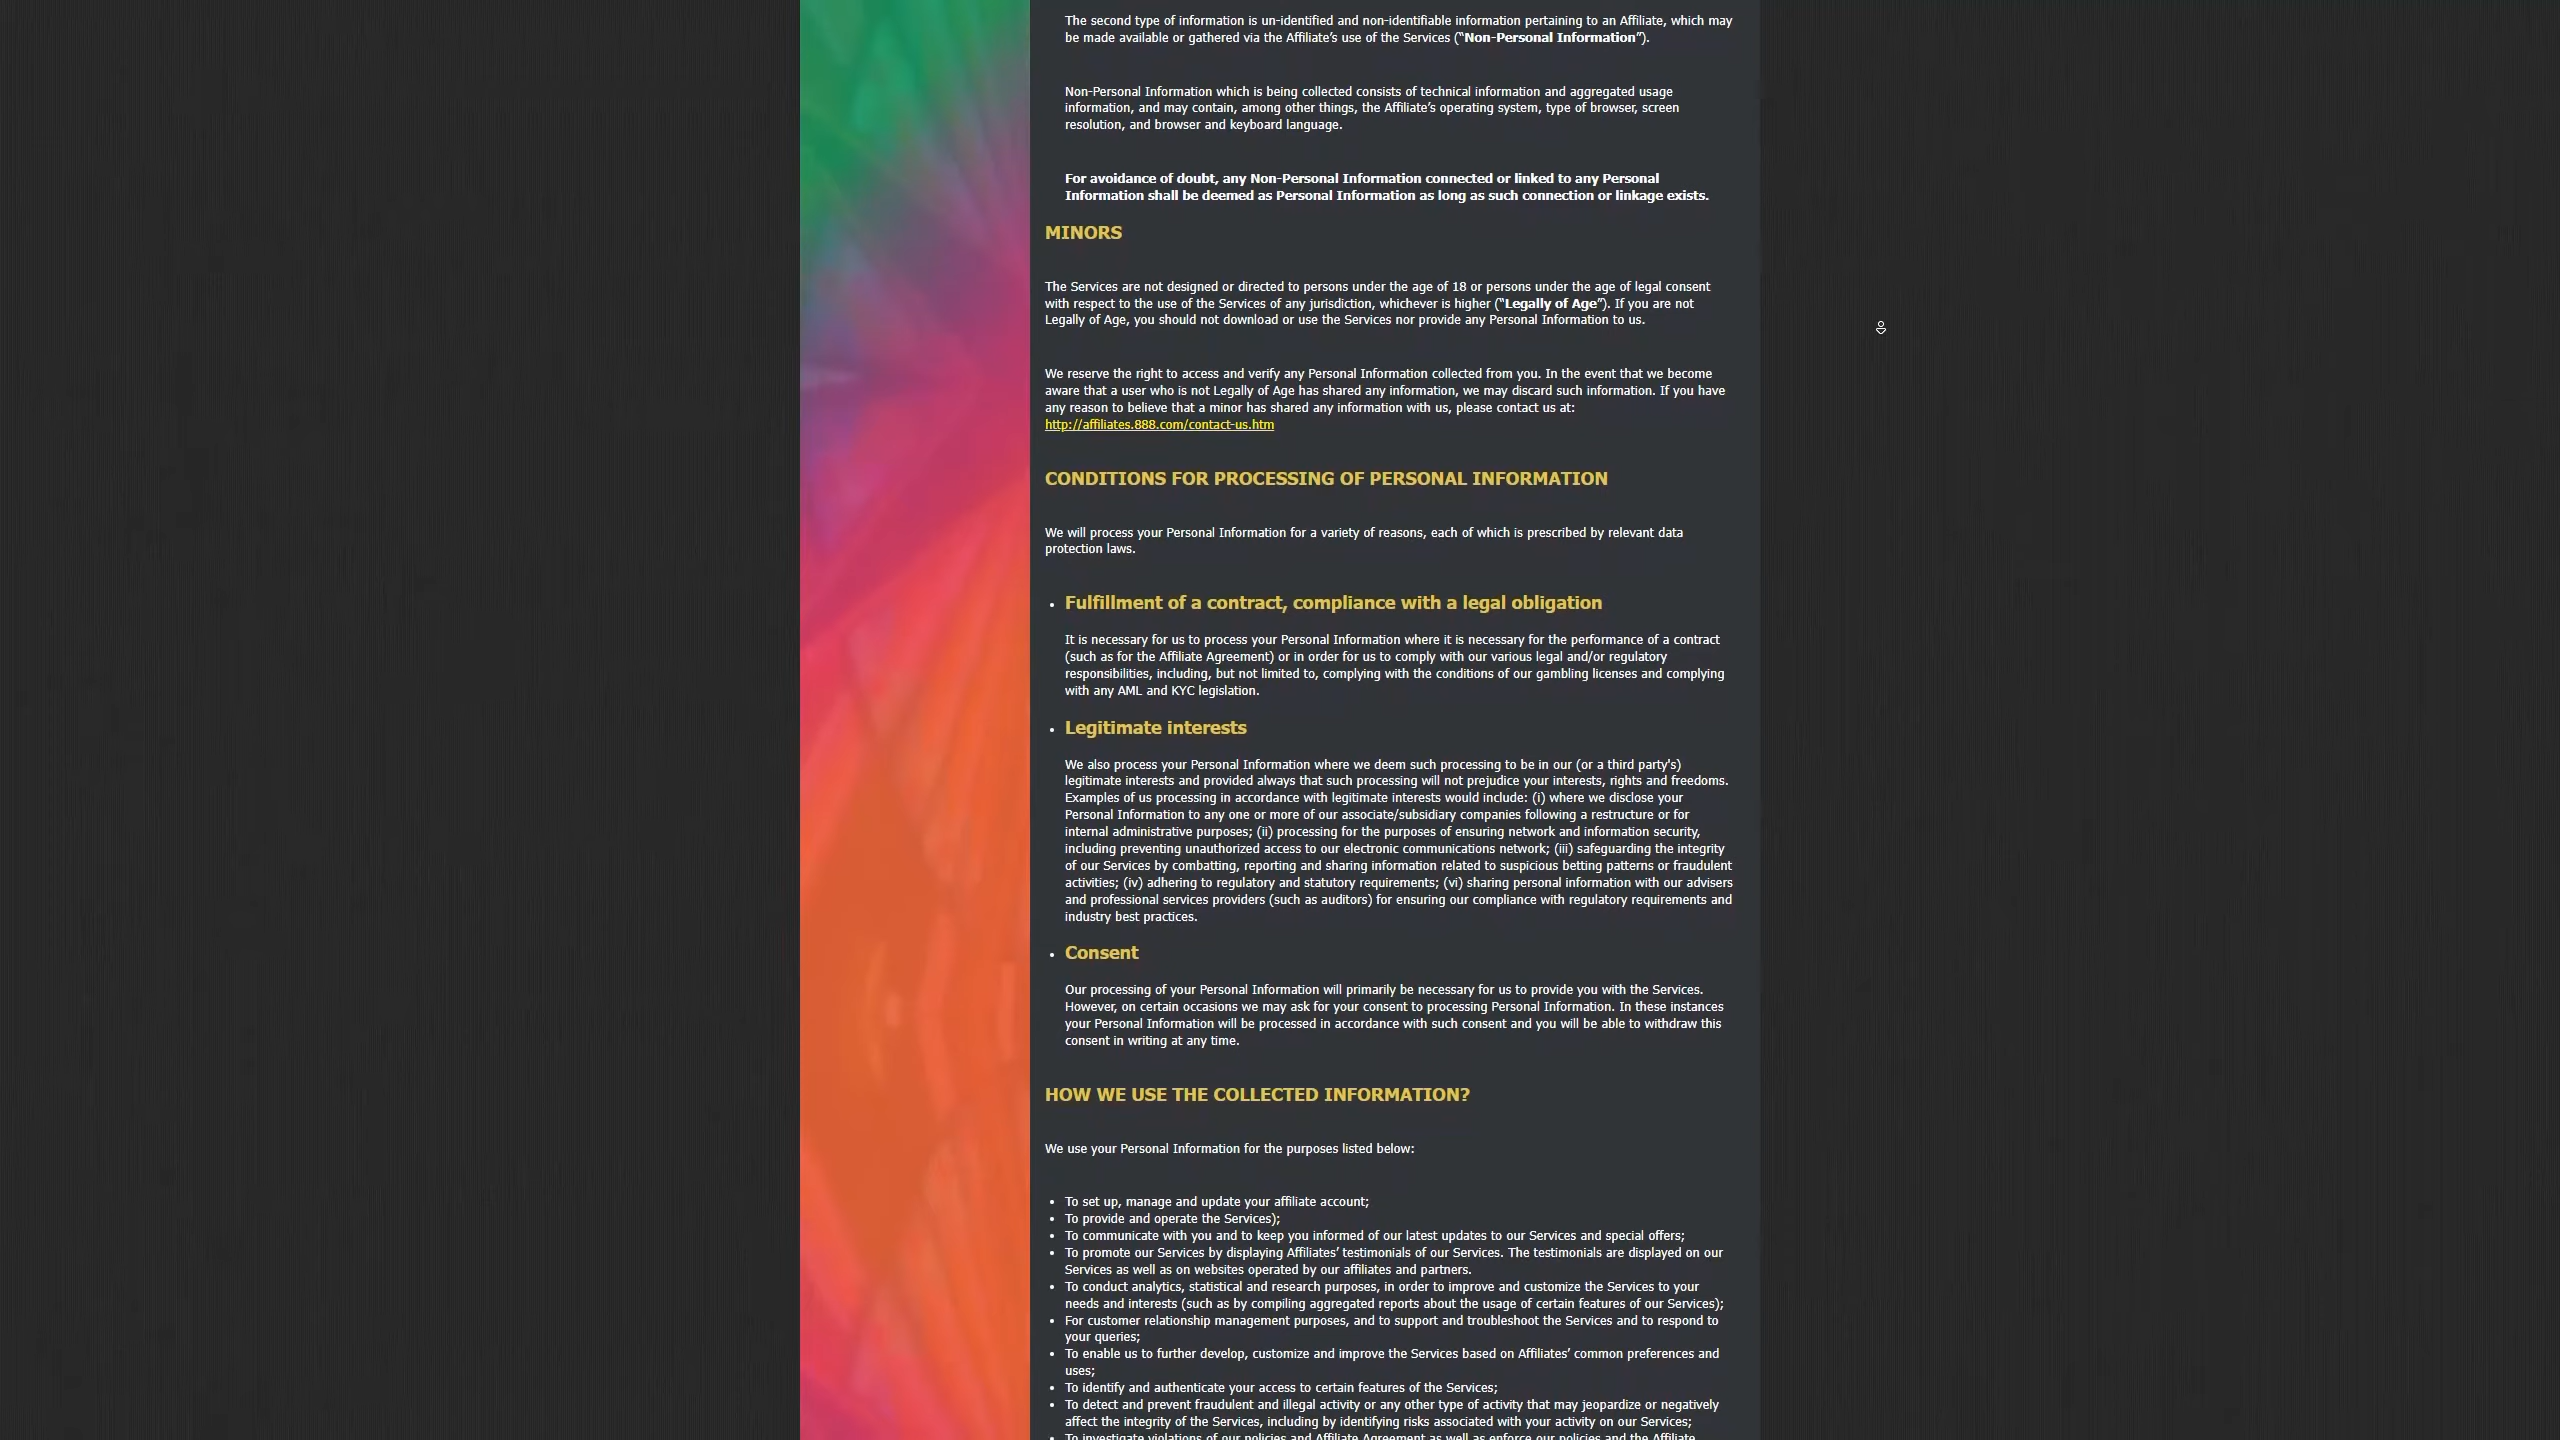 The second type of information is un-identified and non-identifiable information pertaining to an Affiliate, which may
be made available or gathered via the Affiliate’s use of the Services (“Non-Personal Information”).
Non-Personal Information which is being collected consists of technical information and aggregated usage
information, and may contain, among other things, the Affiliate’s operating system, type of browser, screen
resolution, and browser and keyboard language.
For avoidance of doubt, any Non-Personal Information connected or linked to any Personal
Information shall be deemed as Personal Information as long as such connection or linkage exists.
MINORS
The Services are not designed or directed to persons under the age of 18 or persons under the age of legal consent
with respect to the use of the Services of any jurisdiction, whichever is higher (“Legally of Age”). If you are not
Legally of Age, you should not download or use the Services nor provide any Personal Information to us.
We reserve the right to access and verify any Personal Information collected from you. In the event that we become
aware that a user who is not Legally of Age has shared any information, we may discard such information. If you have
any reason to believe that a minor has shared any information with us, please contact us at:
http://affiliates.888.com/contact-us.htm
CONDITIONS FOR PROCESSING OF PERSONAL INFORMATION
We will process your Personal Information for a variety of reasons, each of which is prescribed by relevant data
protection laws.
• Fulfillment of a contract, compliance with a legal obligation
It is necessary for us to process your Personal Information where it is necessary for the performance of a contract
(such as for the Affiliate Agreement) or in order for us to comply with our various legal and/or regulatory
responsibilities, including, but not limited to, complying with the conditions of our gambling licenses and complying
with any AML and KYC legislation.
• Legitimate interests
We also process your Personal Information where we deem such processing to be in our (or a third party's)
legitimate interests and provided always that such processing will not prejudice your interests, rights and freedoms.
Examples of us processing in accordance with legitimate interests would include: (i) where we disclose your
Personal Information to any one or more of our associate/subsidiary companies following a restructure or for
internal administrative purposes; (ii) processing for the purposes of ensuring network and information security,
including preventing unauthorized access to our electronic communications network; (iii) safeguarding the integrity
of our Services by combatting, reporting and sharing information related to suspicious betting patterns or fraudulent
activities; (iv) adhering to regulatory and statutory requirements; (vi) sharing personal information with our advisers
and professional services providers (such as auditors) for ensuring our compliance with regulatory requirements and
industry best practices.
• Consent
Our processing of your Personal Information will primarily be necessary for us to provide you with the Services.
However, on certain occasions we may ask for your consent to processing Personal Information. In these instances
your Personal Information will be processed in accordance with such consent and you will be able to withdraw this
consent in writing at any time.
HOW WE USE THE COLLECTED INFORMATION?
We use your Personal Information for the purposes listed below:
• To set up, manage and update your affiliate account;
• To provide and operate the Services);
• To communicate with you and to keep you informed of our latest updates to our Services and special offers;
• To promote our Services by displaying Affiliates’ testimonials of our Services. The testimonials are displayed on our
Services as well as on websites operated by our affiliates and partners.
• To conduct analytics, statistical and research purposes, in order to improve and customize the Services to your
needs and interests (such as by compiling aggregated reports about the usage of certain features of our Services);
• For customer relationship management purposes, and to support and troubleshoot the Services and to respond to
your queries;
• To enable us to further develop, customize and improve the Services based on Affiliates’ common preferences and
uses;
• To identify and authenticate your access to certain features of the Services;
• To detect and prevent fraudulent and illegal activity or any other type of activity that may jeopardize or negatively
affect the integrity of the Services, including by identifying risks associated with your activity on our Services;
• To investigate violations of our policies and Affiliate Agreement as well as enforce our policies and the Affiliate